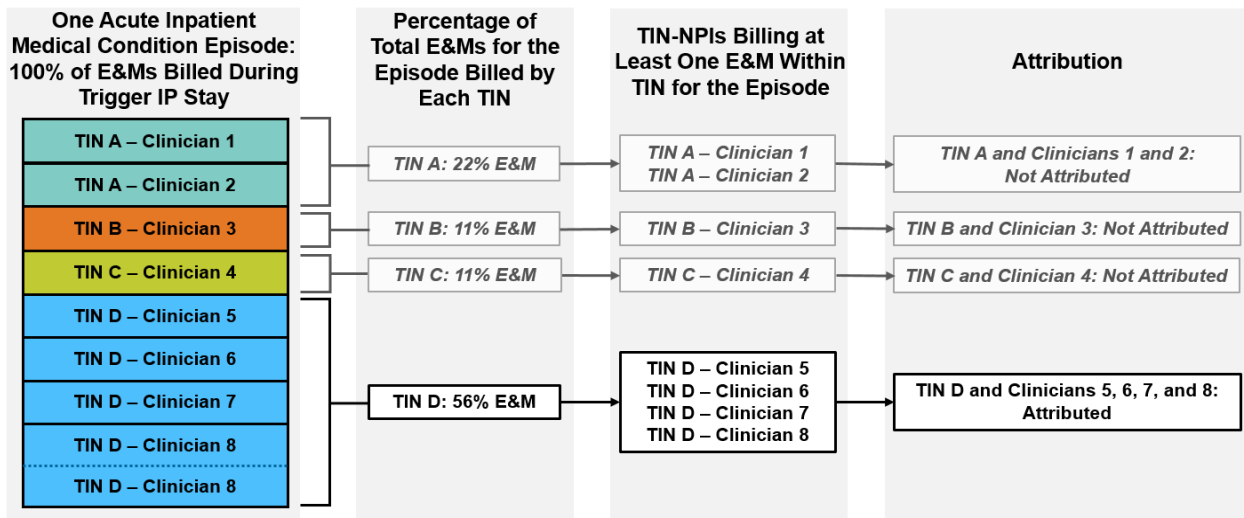 One Acute Inpatient
Medical Condition Episode:
100% of E&Ms Billed During
Trigger IP Stay
TIN A – Clinician 1
TIN A – Clinician 2
TIN B – Clinician 3
TIN C – Clinician 4
TIN D – Clinician 5
TIN D – Clinician 6
TIN D – Clinician 7
TIN D – Clinician 8
TIN D – Clinician 8
Percentage of
Total E&Ms for the
Episode Billed by
Each TIN
TIN A: 22% E&M
TIN B: 11% E&M
TIN C: 11% E&M
TIN D: 56% E&M
TIN-NPIs Billing at
Least One E&M Within
TIN for the Episode
TIN A – Clinician 1
TIN A – Clinician 2
TIN B – Clinician 3
TIN C – Clinician 4
TIN D – Clinician 5
TIN D – Clinician 6
TIN D – Clinician 7
TIN D – Clinician 8
Attribution
TIN A and Clinicians 1 and 2:
Not Attributed
TIN B and Clinician 3: Not Attributed
TIN C and Clinician 4: Not Attributed
TIN D and Clinicians 5, 6, 7, and 8:
Attributed